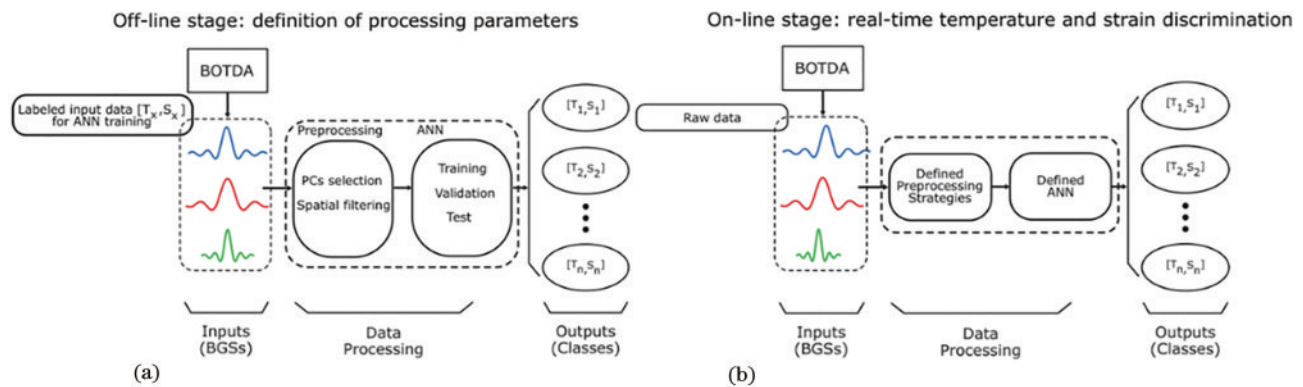 Off-line stage: definition of processing parameters
BOTDA
Labeled input data [Tx,Sx]
for ANN training
Preprocessing
ANN
PCs selection
Spatial filtering
Training
Validation
Test
[T1,S1]
[T2,S2]
[Tn,Sn]
Inputs
(BGSs)
Data
Processing
Outputs
(Classes)
(a)
On-line stage: real-time temperature and strain discrimination
BOTDA
Raw data
Defined
Preprocessing
Strategies
Defined
ANN
[T1,S1]
[T2,S2]
[Tn,Sn]
Inputs
(BGSs)
Data
Processing
Outputs
(Classes)
(b)